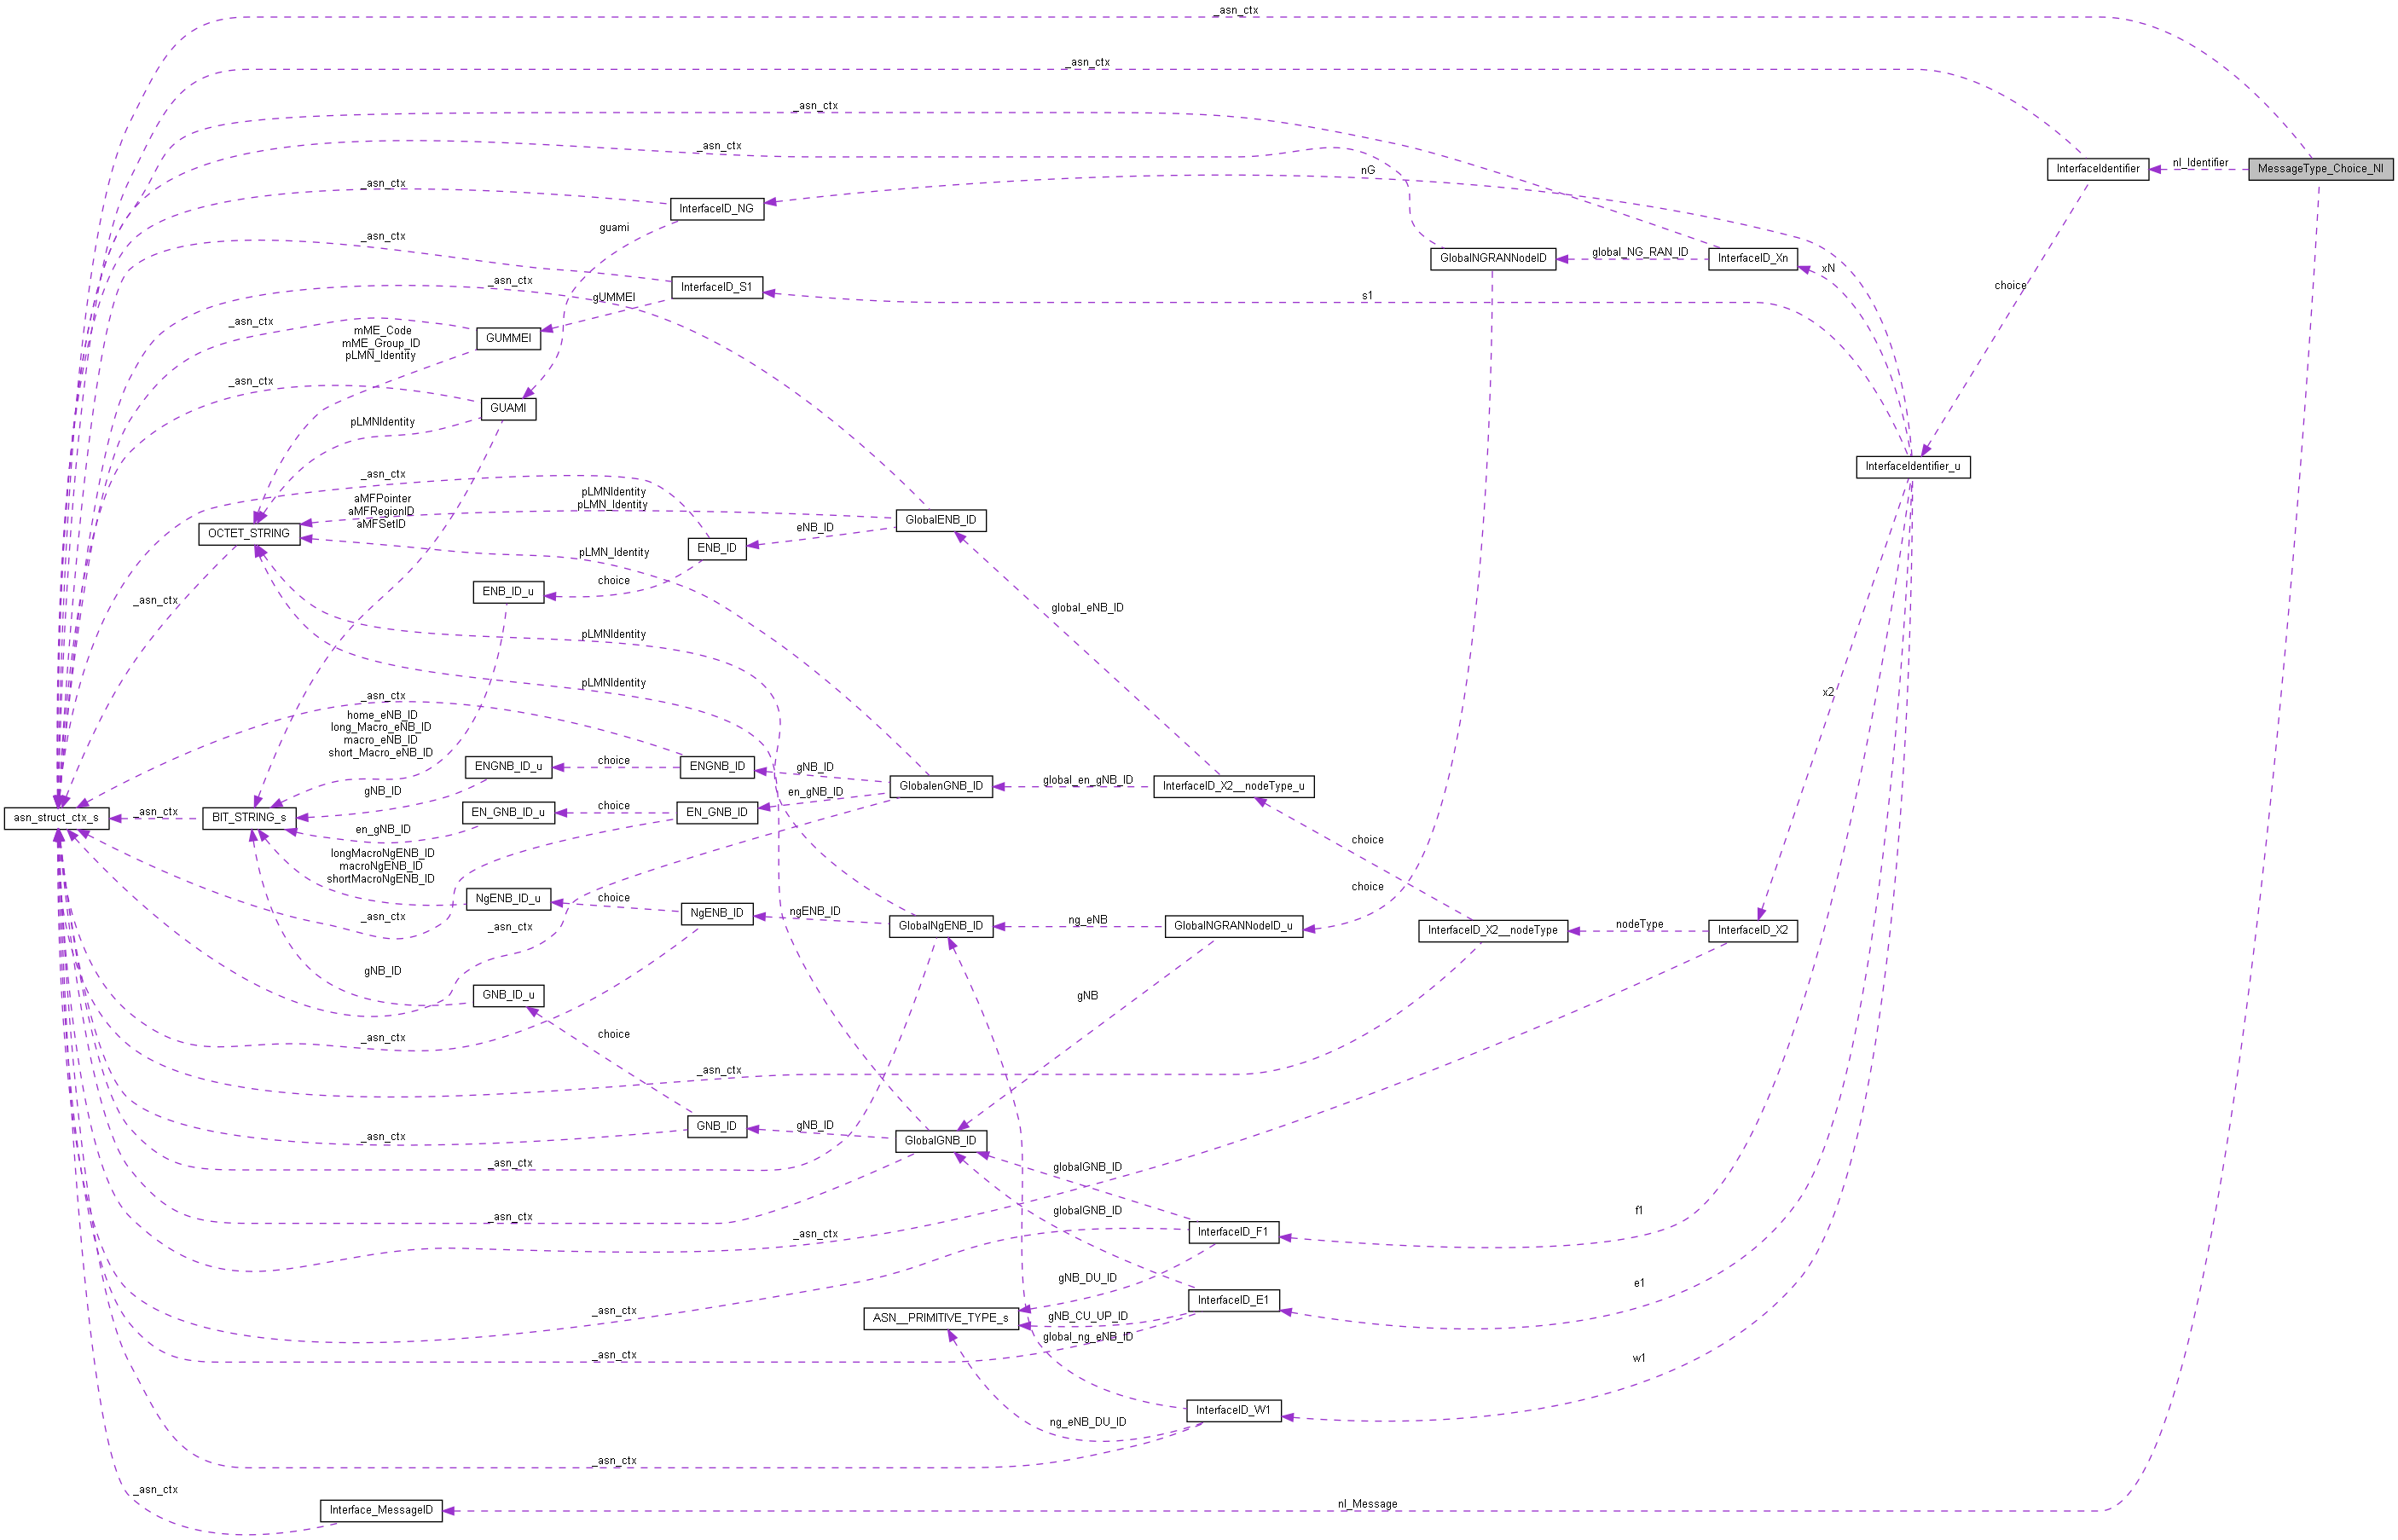 _asn_ctx
_asn_ctx
_asn_ctx
_asn_ctx
nI_Identifier
InterfaceIdentifier
MessageType_Choice_NI
nG
_asn_ctx
InterfaceID_NG
guami
_asn_ctx
global_NG_RAN_ID
GlobalNGRANNodeID
InterfaceID_Xn
xN
_asn_ctx
choice
InterfaceID_S1
gUMMEI
s1
_asn_ctx
mME_Code
mME_Group_ID
pLMN_Identity
GUMMEI
_asn_ctx
GUAMI
pLMNIdentity
InterfaceIdentifier_u
_asn_ctx
aMFPointer
aMFRegionID
aMFSetID
pLMNIdentity
pLMN_Identity
GlobalENB_ID
OCTET_STRING
eNB_ID
ENB_ID
pLMN_Identity
choice
ENB_ID_u
_asn_ctx
global_eNB_ID
pLMNIdentity
pLMNIdentity
x2
_asn_ctx
home_eNB_ID
long_Macro_eNB_ID
macro_eNB_ID
short_Macro_eNB_ID
ENGNB_ID_u
choice
ENGNB_ID
gNB_ID
GlobalenGNB_ID
global_en_gNB_ID
InterfaceID_X2__nodeType_u
gNB_ID
en_gNB_ID
asn_struct_ctx_s
_asn_ctx
BIT_STRING_s
EN_GNB_ID_u
choice
EN_GNB_ID
en_gNB_ID
choice
longMacroNgENB_ID
macroNgENB_ID
shortMacroNgENB_ID
NgENB_ID_u
choice
NgENB_ID
ngENB_ID
GlobalNgENB_ID
ng_eNB
GlobalNGRANNodeID_u
choice
InterfaceID_X2__nodeType
nodeType
InterfaceID_X2
_asn_ctx
_asn_ctx
gNB_ID
GNB_ID_u
gNB
choice
_asn_ctx
_asn_ctx
GNB_ID
gNB_ID
GlobalGNB_ID
_asn_ctx
_asn_ctx
globalGNB_ID
_asn_ctx
globalGNB_ID
f1
_asn_ctx
InterfaceID_F1
gNB_DU_ID
e1
InterfaceID_E1
_asn_ctx
ASN__PRIMITIVE_TYPE_s
gNB_CU_UP_ID
global_ng_eNB_ID
_asn_ctx
w1
InterfaceID_W1
ng_eNB_DU_ID
_asn_ctx
_asn_ctx
Interface_MessageID
nI_Message